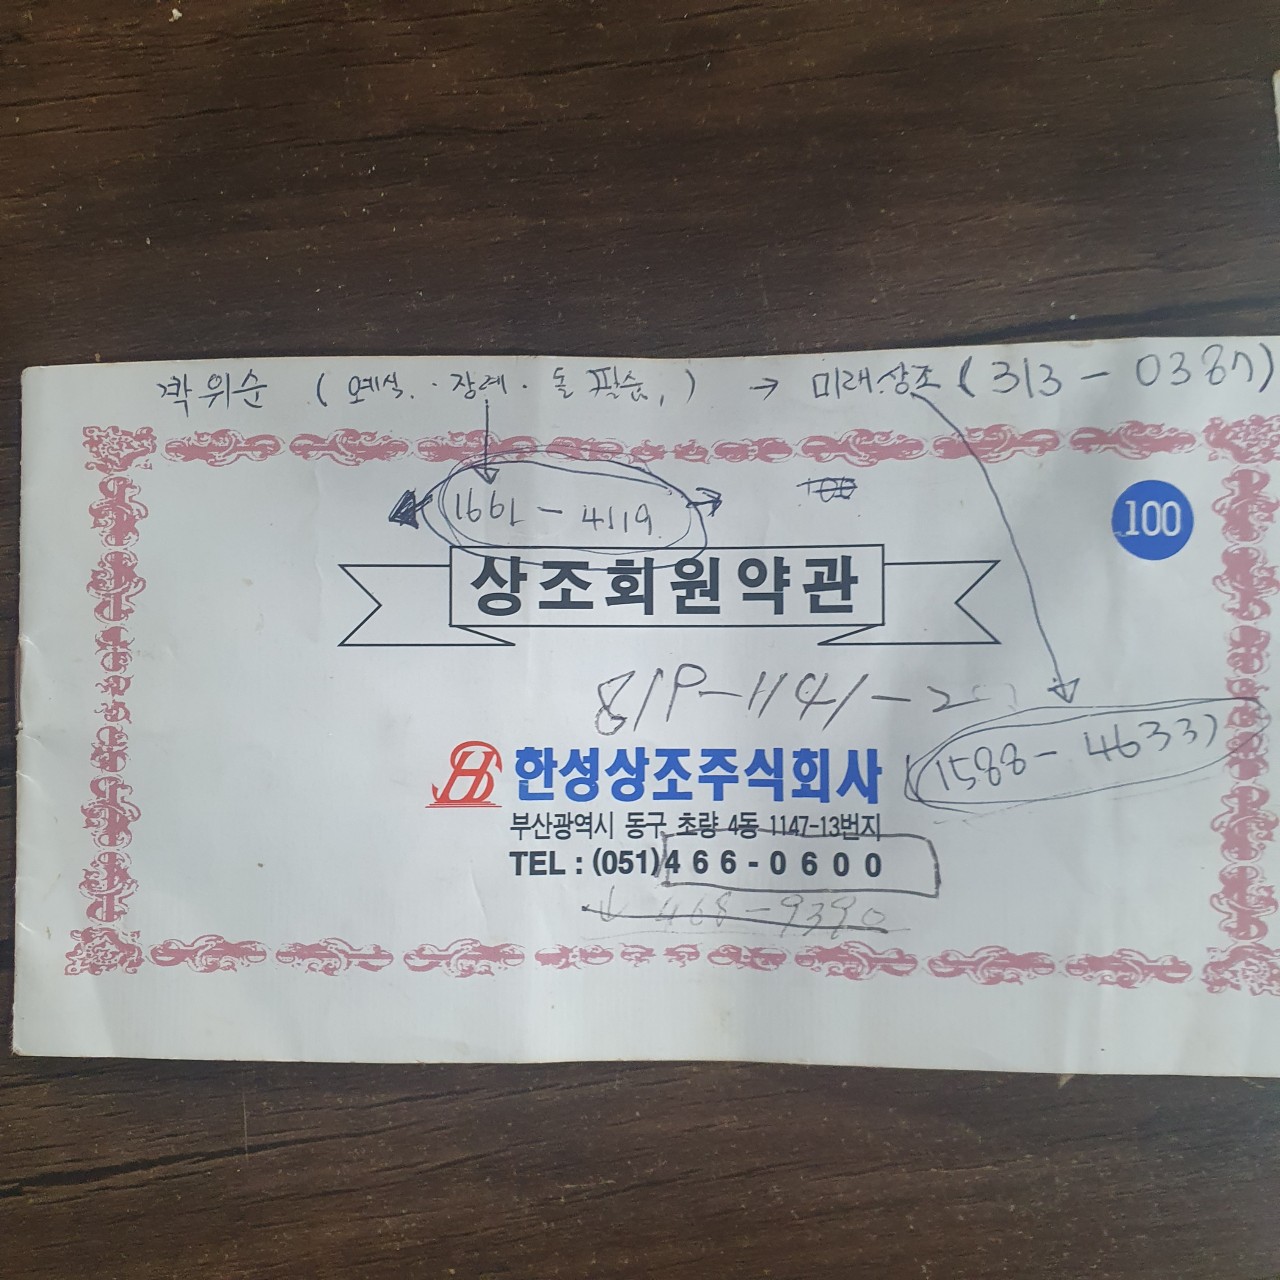 곽위순 (예식. 장례. 돌 필순,) → 미래.상조 (313-0387)
1661-4119
100
상조회원약관
819-1141-2
1588-4633)
한성상조주식회사
부산광역시 동구 초량 4동 1147-13번지
TEL : (051)466-0600
468-9390